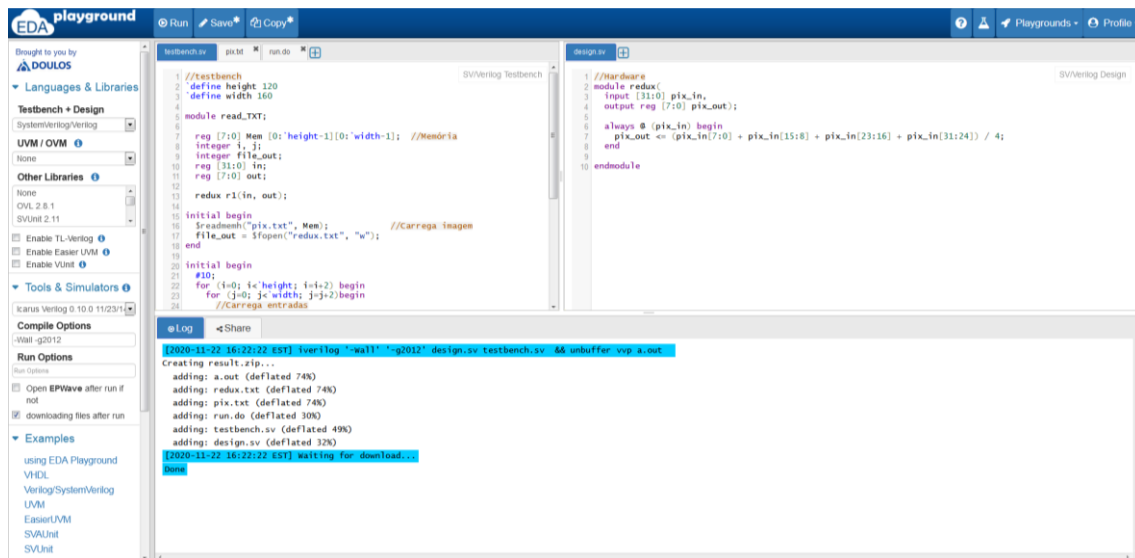 EDA playground
Run Save* Copy*
Playgrounds Profile
Brought to you by
DOULOS
Languages & Libraries
Testbench + Design
SystemVerilog/Verilog
UVM / OVM
None
Other Libraries
None
OVL 2.8.1
SVUnit 2.11
Enable TL-Verilog
Enable Easier UVM
Enable VUnit
Tools & Simulators
Icarus Verilog 0.10.0 11/23/1
Compile Options
-Wall -g2012
Run Options
Run Options
Open EPWave after run if
not
downloading files after run
Examples
using EDA Playground
VHDL
Verilog/SystemVerilog
UVM
EasierUVM
SVAUnit
SVUnit
testbench.sv pix.txt run.do
SV/Verilog Testbench
1 //testbench
2 `define height 120
3 `define width 160
4
5 module read_TXT;
6
7 reg [7:0] Mem [0:`height-1][0:`width-1]; //Memória
8 integer i, j;
9 integer file_out;
10 reg [31:0] in;
11 reg [7:0] out;
12
13 redux r1(in, out);
14
15 initial begin
16 $readmemh("pix.txt", Mem); //Carrega imagem
17 file_out = $fopen("redux.txt", "w");
18 end
19
20 initial begin
21 #10;
22 for (i=0; i<`height; i=i+2) begin
23 for (j=0; j<`width; j=j+2)begin
24 //Carrega entradas
design.sv
SV/Verilog Design
1 //Hardware
2 module redux(
3 input [31:0] pix_in,
4 output reg [7:0] pix_out);
5
6 always @ (pix_in) begin
7 pix_out <= (pix_in[7:0] + pix_in[15:8] + pix_in[23:16] + pix_in[31:24]) / 4;
8 end
9
10 endmodule
Log Share
[2020-11-22 16:22:22 EST] iverilog '-Wall' '-g2012' design.sv testbench.sv && unbuffer vvp a.out
Creating result.zip...
adding: a.out (deflated 74%)
adding: redux.txt (deflated 74%)
adding: pix.txt (deflated 74%)
adding: run.do (deflated 30%)
adding: testbench.sv (deflated 49%)
adding: design.sv (deflated 32%)
[2020-11-22 16:22:22 EST] Waiting for download...
Done